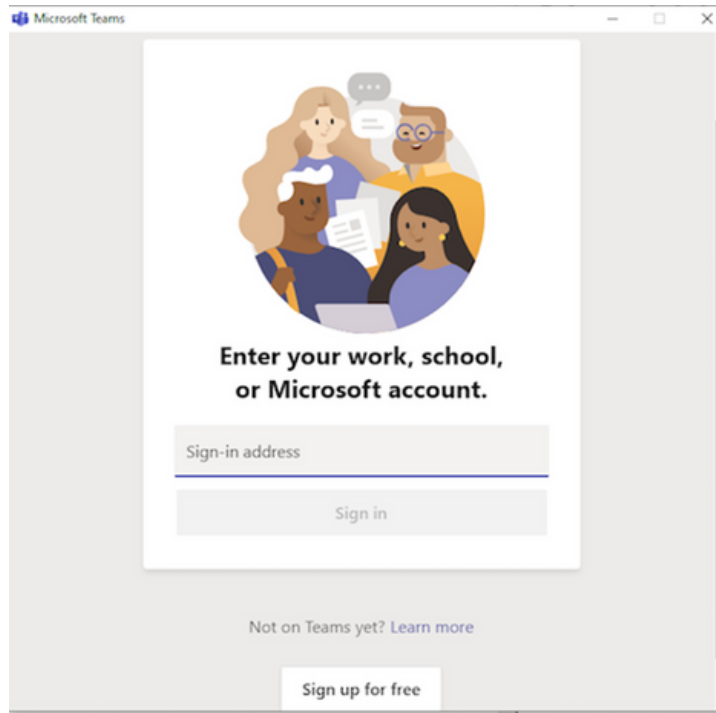 Microsoft Teams
Enter your work, school,
or Microsoft account.
Sign-in address
Sign in
Not on Teams yet? Learn more
Sign up for free